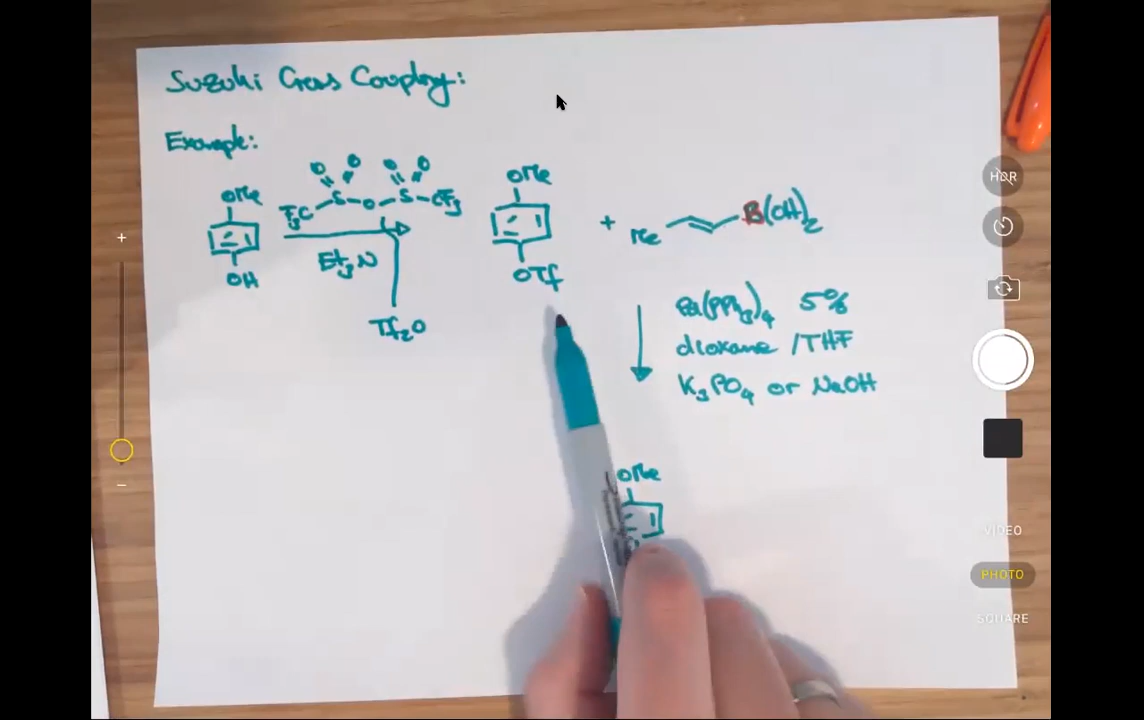 Suzuki Cross Coupling:
Example:
OMe
OH
O O O O
F3C S O S CF3
Et3N
Tf2O
OMe
OTf
+
Me B(OH)2
Pd(PPh3)4 5%
dioxane / THF
K3PO4 or NaOH
OMe
HDR
+
-
VIDEO
PHOTO
SQUARE